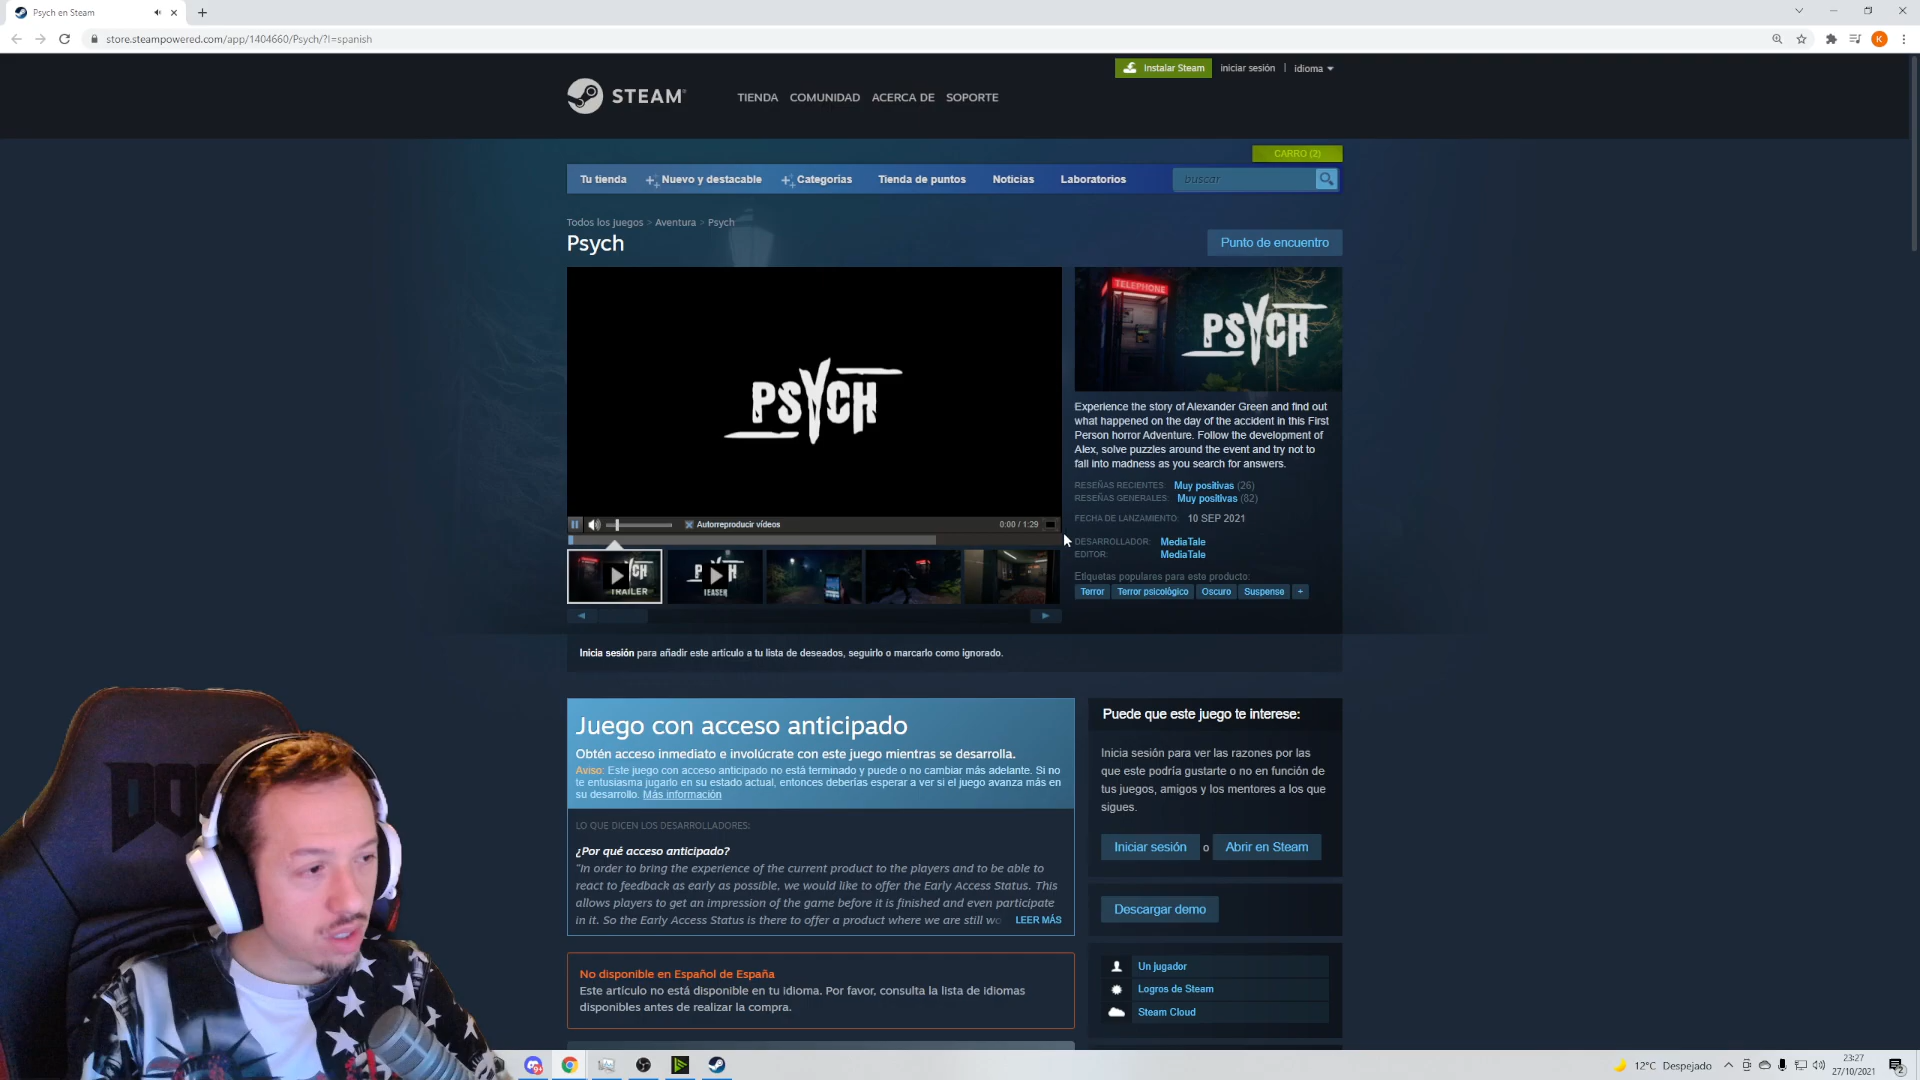 Psych en Steam
store.steampowered.com/app/1404660/Psych/?l=spanish
K
Instalar Steam iniciar sesión | idioma
STEAM
TIENDA COMUNIDAD ACERCA DE SOPORTE
CARRO (2)
Tu tienda Nuevo y destacable Categorías Tienda de puntos Noticias Laboratorios buscar
Todos los juegos > Aventura > Psych
Psych
Punto de encuentro
PSYCH
TELEPHONE
PSYCH
Experience the story of Alexander Green and find out
what happened on the day of the accident in this First
Person horror Adventure. Follow the development of
Alex, solve puzzles around the event and try not to
fall into madness as you search for answers.
RESEÑAS RECIENTES: Muy positivas (26)
RESEÑAS GENERALES: Muy positivas (82)
FECHA DE LANZAMIENTO: 10 SEP 2021
DESARROLLADOR: MediaTale
EDITOR: MediaTale
Etiquetas populares para este producto:
Terror Terror psicológico Oscuro Suspense +
Autorreproducir vídeos 0:00 / 1:29
TRAILER
TEASER
Inicia sesión para añadir este artículo a tu lista de deseados, seguirlo o marcarlo como ignorado.
Juego con acceso anticipado
Obtén acceso inmediato e involúcrate con este juego mientras se desarrolla.
Aviso: Este juego con acceso anticipado no está terminado y puede o no cambiar más adelante. Si no
te entusiasma jugarlo en su estado actual, entonces deberías esperar a ver si el juego avanza más en
su desarrollo. Más información
LO QUE DICEN LOS DESARROLLADORES:
¿Por qué acceso anticipado?
"In order to bring the experience of the current product to the players and to be able to
react to feedback as early as possible, we would like to offer the Early Access Status. This
allows players to get an impression of the game before it is finished and even participate
in it. So the Early Access Status is there to offer a product where we are still wo LEER MÁS
No disponible en Español de España
Este artículo no está disponible en tu idioma. Por favor, consulta la lista de idiomas
disponibles antes de realizar la compra.
Puede que este juego te interese:
Inicia sesión para ver las razones por las
que este podría gustarte o no en función de
tus juegos, amigos y los mentores a los que
sigues.
Iniciar sesión o Abrir en Steam
Descargar demo
Un jugador
Logros de Steam
Steam Cloud
12°C Despejado
23:27
27/10/2021